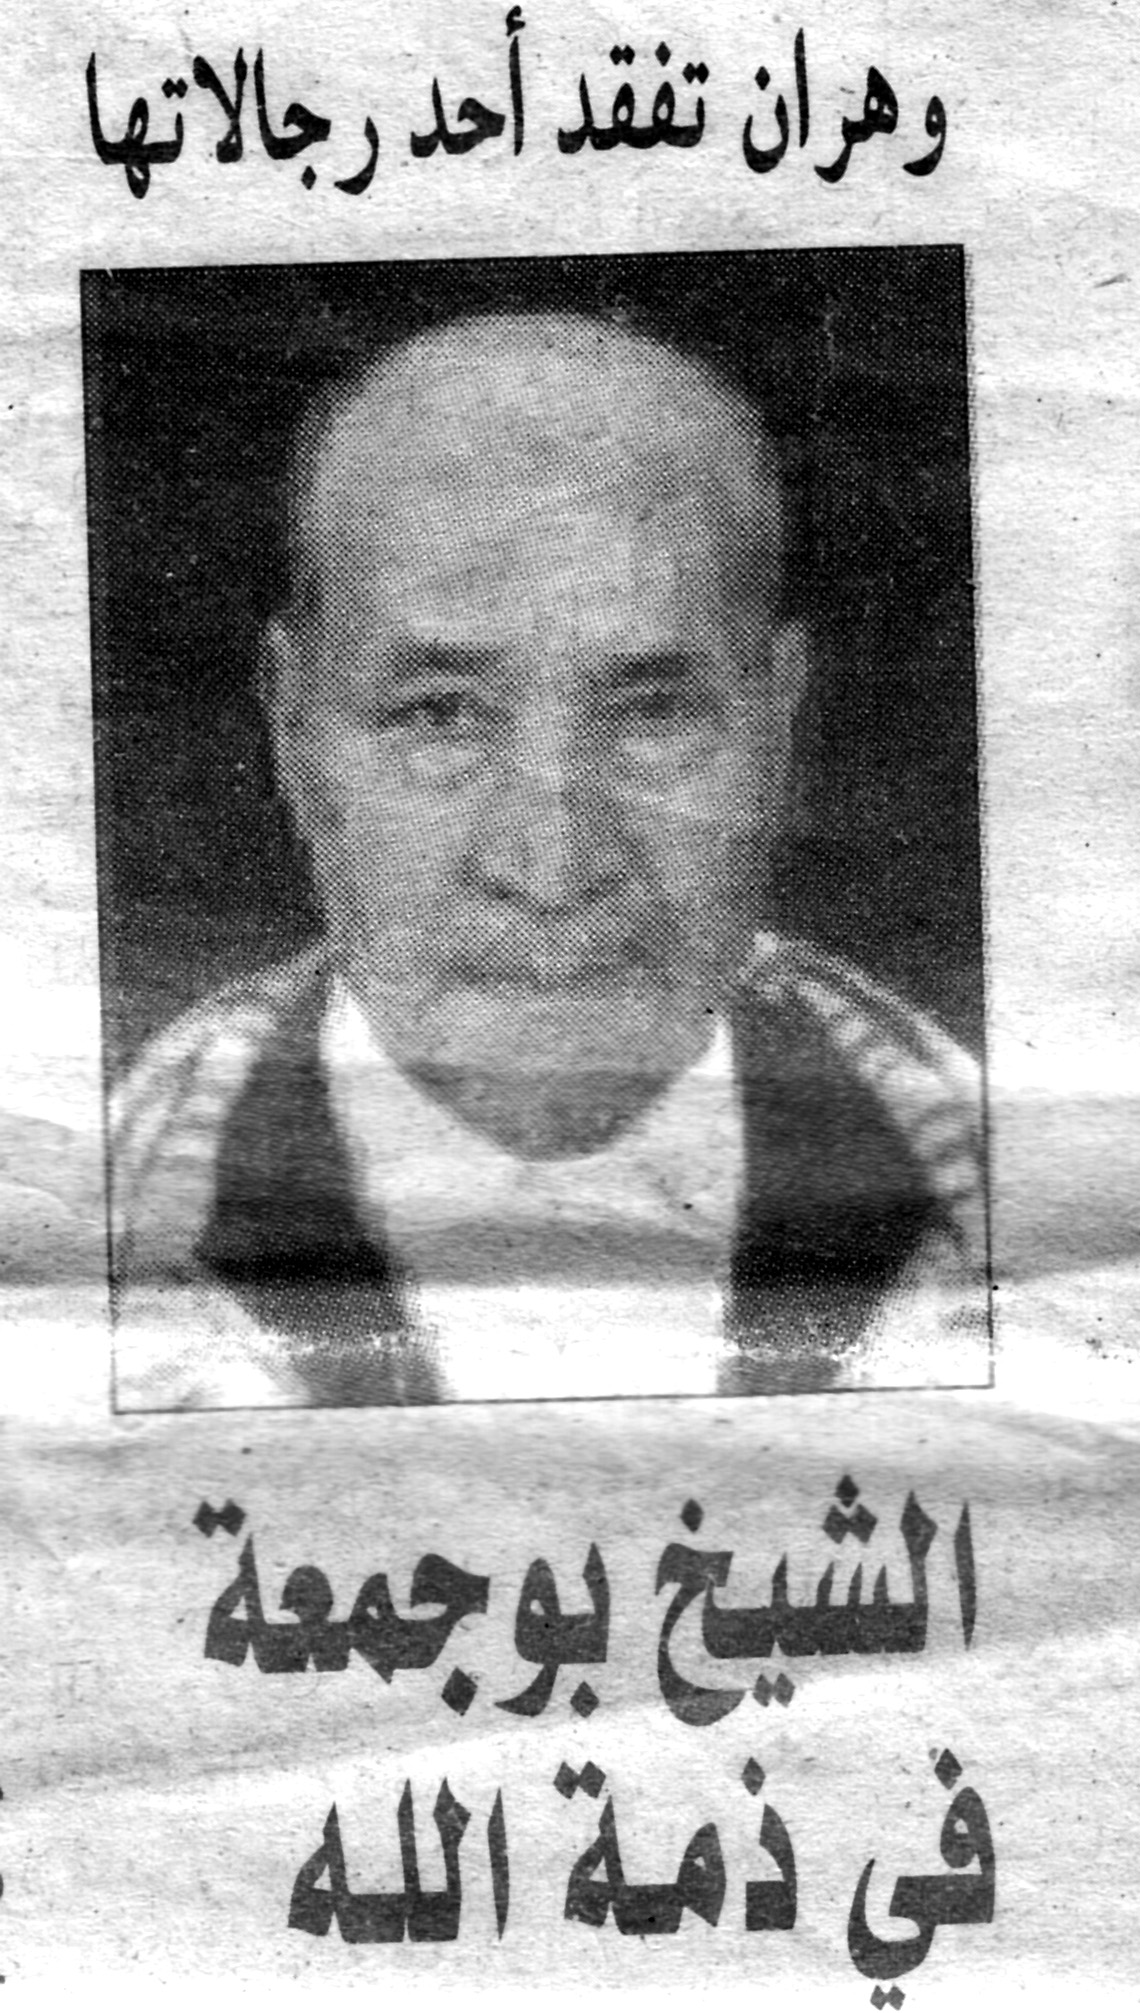 وهران تفقد أحد رجالاتها
الشيخ بوجمعة
في ذمة الله